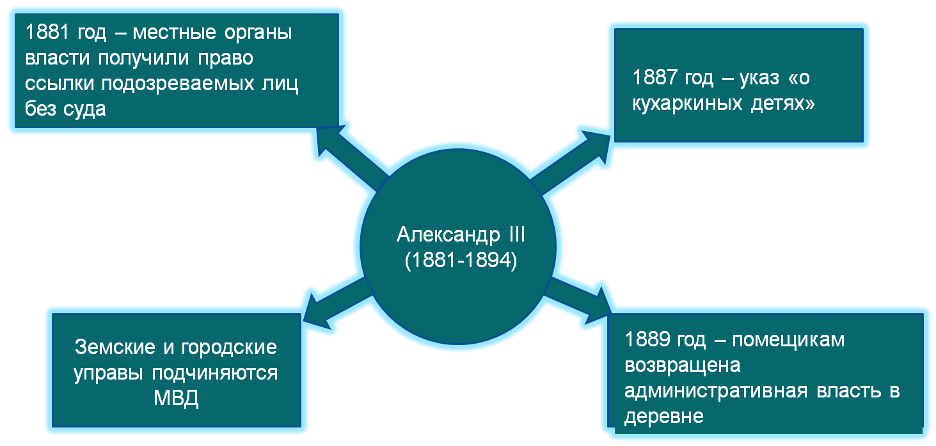 1881 год – местные органы
власти получили право
ссылки подозреваемых лиц
без суда
1887 год – указ «о
кухаркиных детях»
Александр III
(1881-1894)
Земские и городские
управы подчиняются
МВД
1889 год – помещикам
возвращена
административная власть в
деревне